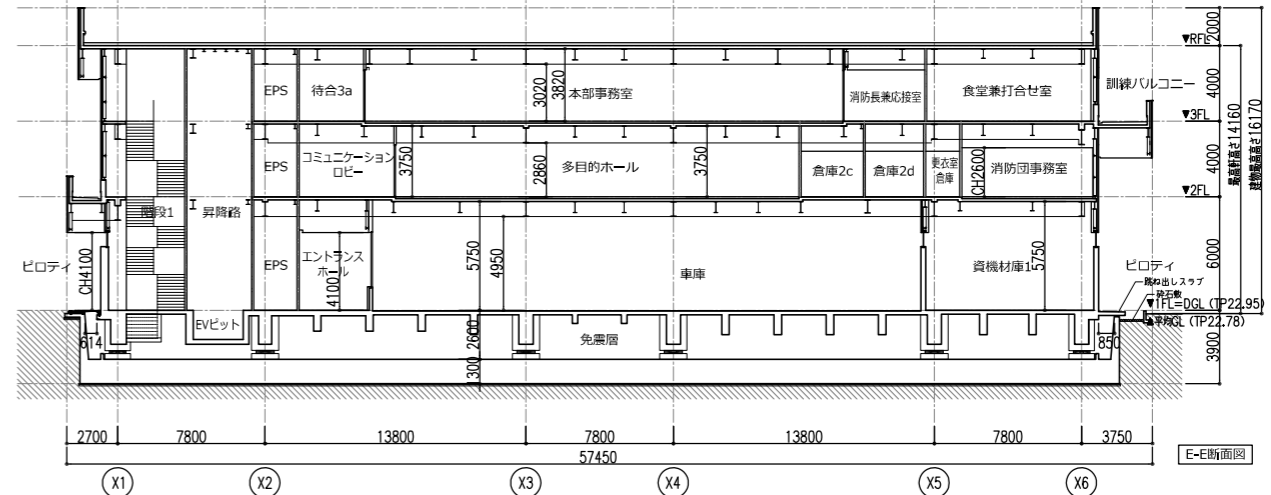 2000
▼RFL
EPS
待合3a
3020
3820
本部事務室
消防長兼応接室
食堂兼打合せ室
訓練バルコニー
4000
▼3FL
最高軒高さ14160
建物最高高さ16170
EPS
コミュニケーション
ロビー
3750
2860
多目的ホール
3750
倉庫2c
倉庫2d
更衣室
倉庫
CH2600
消防団事務室
4000
▼2FL
階段1
昇降路
ピロティ
CH4100
EPS
エントランス
ホール
4100
5750
4950
車庫
資機材庫1
5750
ピロティ
6000
跳ね出しスラブ
砕石敷
▼1FL=DGL (TP22.95)
▲平均GL (TP22.78)
614
EVピット
2600
1300
免震層
850
3900
2700
7800
13800
7800
13800
7800
3750
57450
E-E断面図
X1
X2
X3
X4
X5
X6